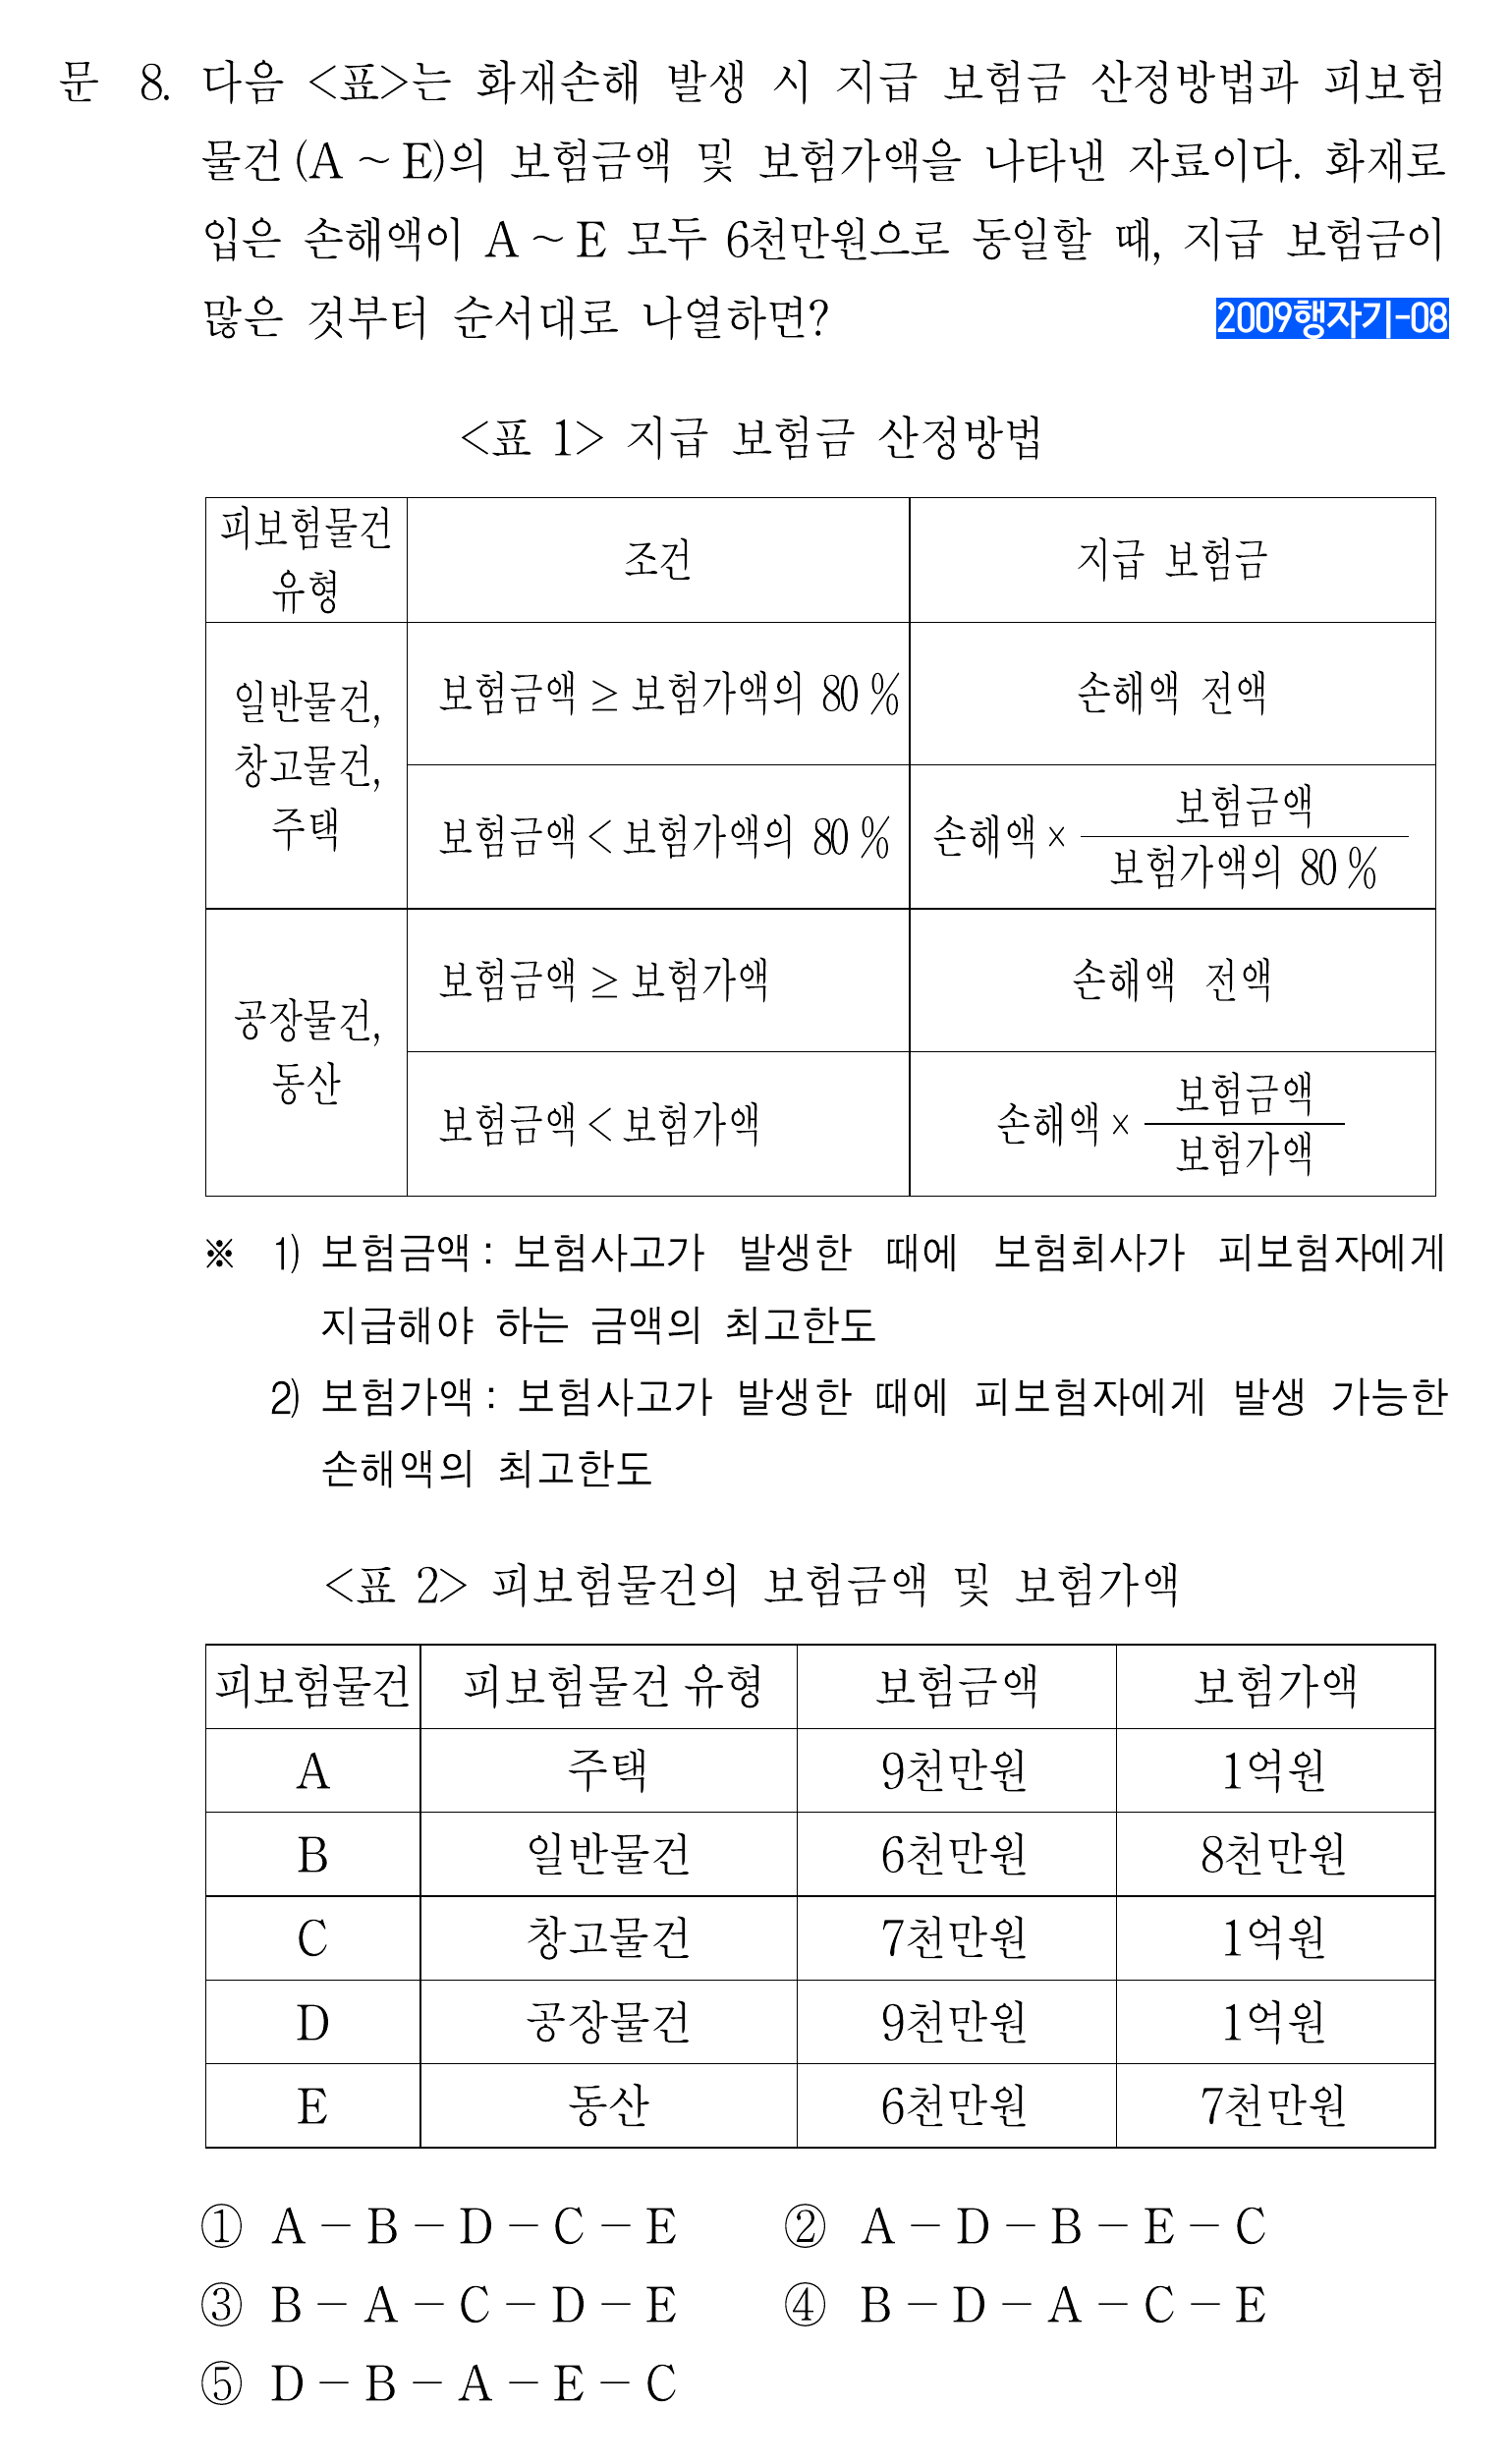 문 8. 다음 <표>는 화재손해 발생 시 지급 보험금 산정방법과 피보험
물건(A ~ E)의 보험금액 및 보험가액을 나타낸 자료이다. 화재로
입은 손해액이 A ~ E 모두 6천만원으로 동일할 때, 지급 보험금이
많은 것부터 순서대로 나열하면? 2009행자기-08
<표 1> 지급 보험금 산정방법
피보험물건
유형
조건
지급 보험금
일반물건,
창고물건,
주택
보험금액 ≥ 보험가액의 80 %
손해액 전액
보험금액 < 보험가액의 80 %
손해액 ×
보험금액
보험가액의 80 %
공장물건,
동산
보험금액 ≥ 보험가액
손해액 전액
보험금액 < 보험가액
손해액 ×
보험금액
보험가액
※ 1) 보험금액 : 보험사고가 발생한 때에 보험회사가 피보험자에게
지급해야 하는 금액의 최고한도
2) 보험가액 : 보험사고가 발생한 때에 피보험자에게 발생 가능한
손해액의 최고한도
<표 2> 피보험물건의 보험금액 및 보험가액
피보험물건 피보험물건 유형 보험금액 보험가액
A 주택 9천만원 1억원
B 일반물건 6천만원 8천만원
C 창고물건 7천만원 1억원
D 공장물건 9천만원 1억원
E 동산 6천만원 7천만원
① A － B － D － C － E ② A － D － B － E － C
③ B － A － C － D － E ④ B － D － A － C － E
⑤ D － B － A － E － C